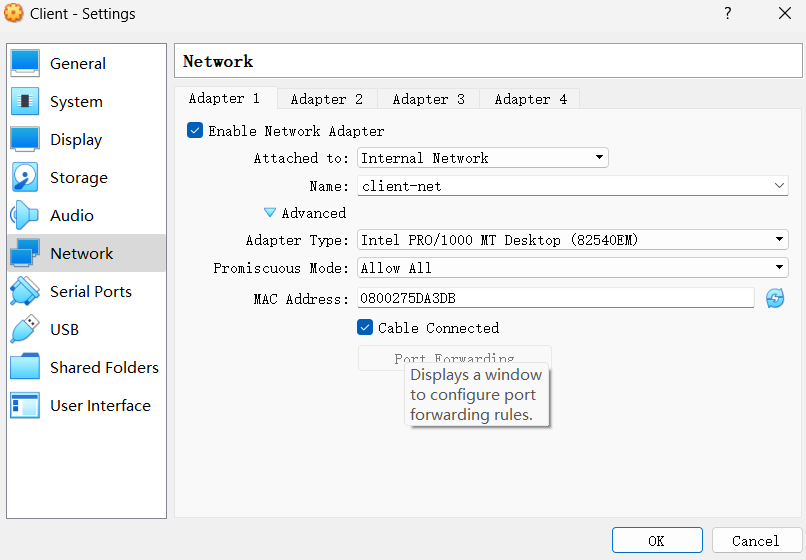 Client - Settings
?
General
System
Display
Storage
Audio
Network
Serial Ports
USB
Shared Folders
User Interface
Network
Adapter 1 Adapter 2 Adapter 3 Adapter 4
Enable Network Adapter
Attached to: Internal Network
Name: client-net
Advanced
Adapter Type: Intel PRO/1000 MT Desktop (82540EM)
Promiscuous Mode: Allow All
MAC Address: 0800275DA3DB
Cable Connected
Port Forwarding
Displays a window
to configure port
forwarding rules.
OK Cancel